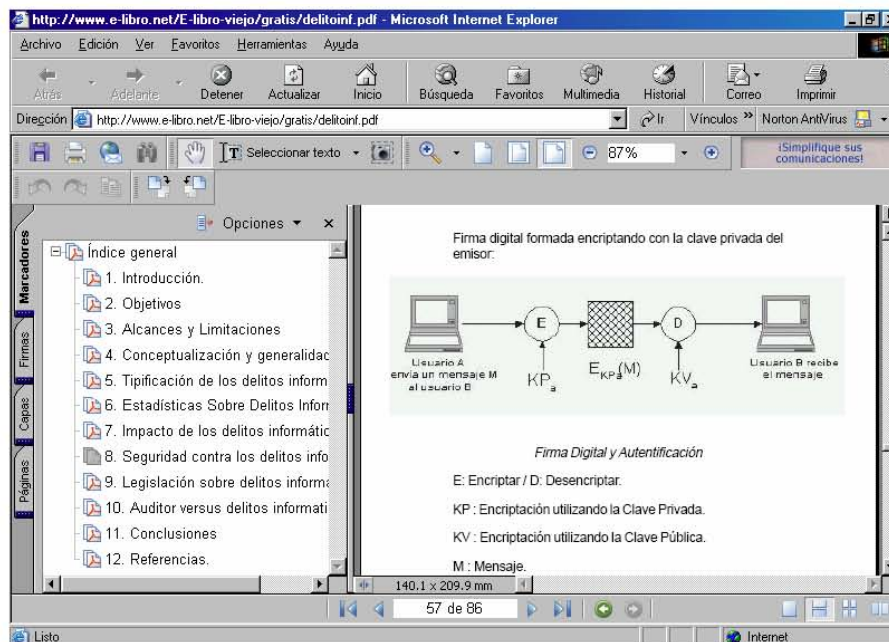 http://www.e-libro.net/E-libro-viejo/gratis/delitoinf.pdf - Microsoft Internet Explorer
Archivo Edición Ver Favoritos Herramientas Ayuda
Atrás Adelante Detener Actualizar Inicio Búsqueda Favoritos Multimedia Historial Correo Imprimir
Dirección http://www.e-libro.net/E-libro-viejo/gratis/delitoinf.pdf Ir Vínculos » Norton AntiVirus
Seleccionar texto 87% ¡Simplifique sus
comunicaciones!
Opciones x
Marcadores
Firmas
Capas
Páginas
Índice general
1. Introducción.
2. Objetivos
3. Alcances y Limitaciones
4. Conceptualización y generalidac
5. Tipificación de los delitos inform
6. Estadísticas Sobre Delitos Inforr
7. Impacto de los delitos informátic
8. Seguridad contra los delitos info
9. Legislación sobre delitos informa
10. Auditor versus delitos informati
11. Conclusiones
12. Referencias.
Firma digital formada encriptando con la clave privada del
emisor:
E
D
Usuario A
envía un mensaje M
al usuario B
KPa
EKPa(M)
KVa
Usuario B recibe
el mensaje
Firma Digital y Autentificación
E: Encriptar / D: Desencriptar.
KP : Encriptación utilizando la Clave Privada.
KV : Encriptación utilizando la Clave Pública.
M : Mensaje.
140.1 x 209.9 mm
57 de 86
Listo
Internet